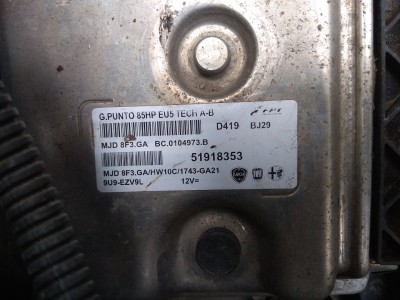 G.PUNTO 85HP EU5 TECH A-B
D419 BJ29
MJD 8F3.GA BC.0104973.B
51918353
MJD 8F3.GA/HW10C/1743-GA21
9U9-EZV9L 12V=